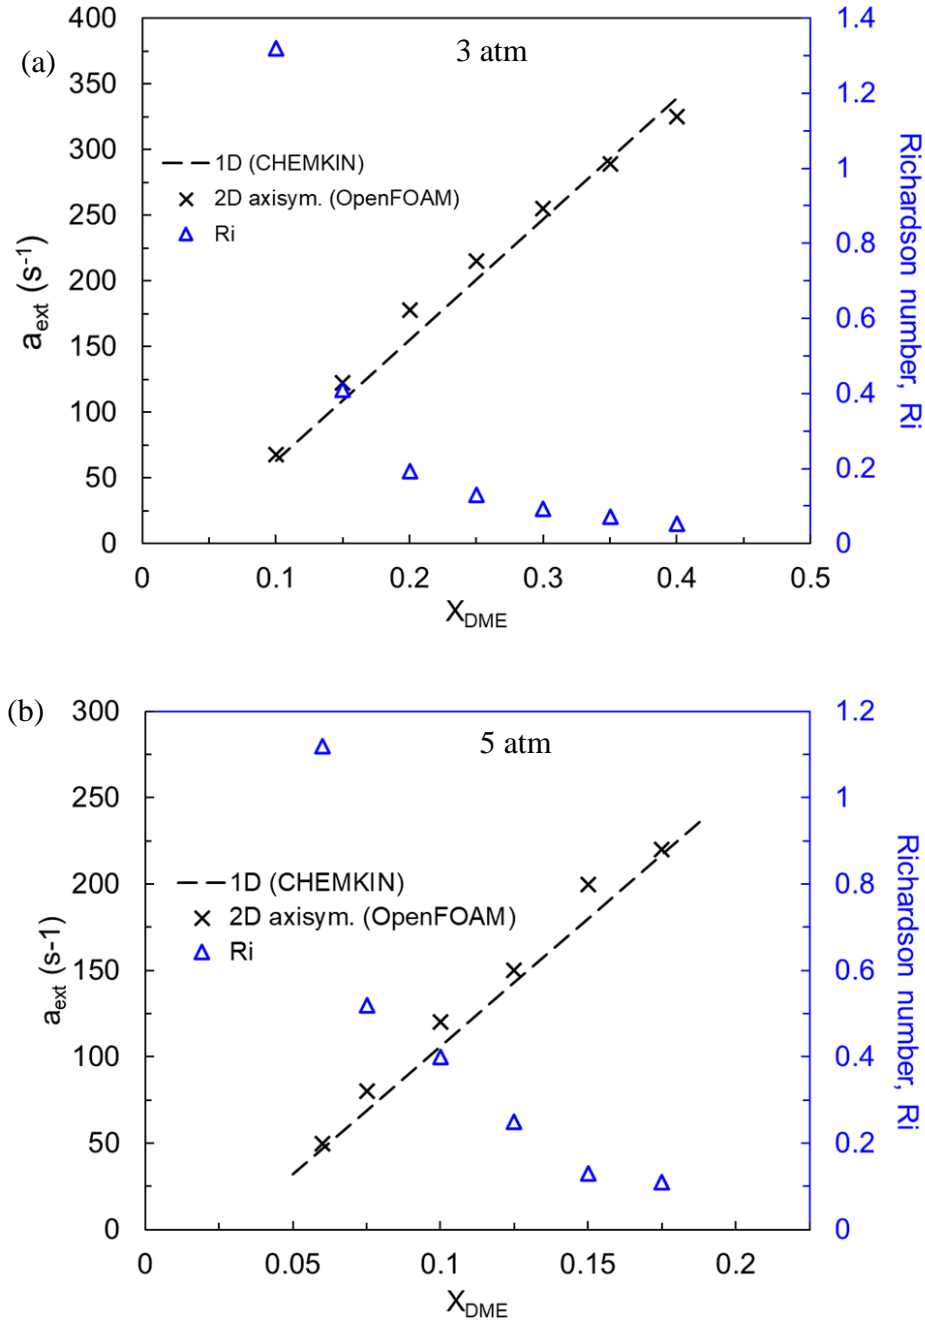 (a)
3 atm
400
350
300
250
200
150
100
50
0
a_ext (s^-1)
1D (CHEMKIN)
2D axisym. (OpenFOAM)
Ri
1.4
1.2
1
0.8
0.6
0.4
0.2
0
Richardson number, Ri
0 0.1 0.2 0.3 0.4 0.5
X_DME
(b)
5 atm
300
250
200
150
100
50
0
a_ext (s-1)
1D (CHEMKIN)
2D axisym. (OpenFOAM)
Ri
1.2
1
0.8
0.6
0.4
0.2
0
Richardson number, Ri
0 0.05 0.1 0.15 0.2
X_DME